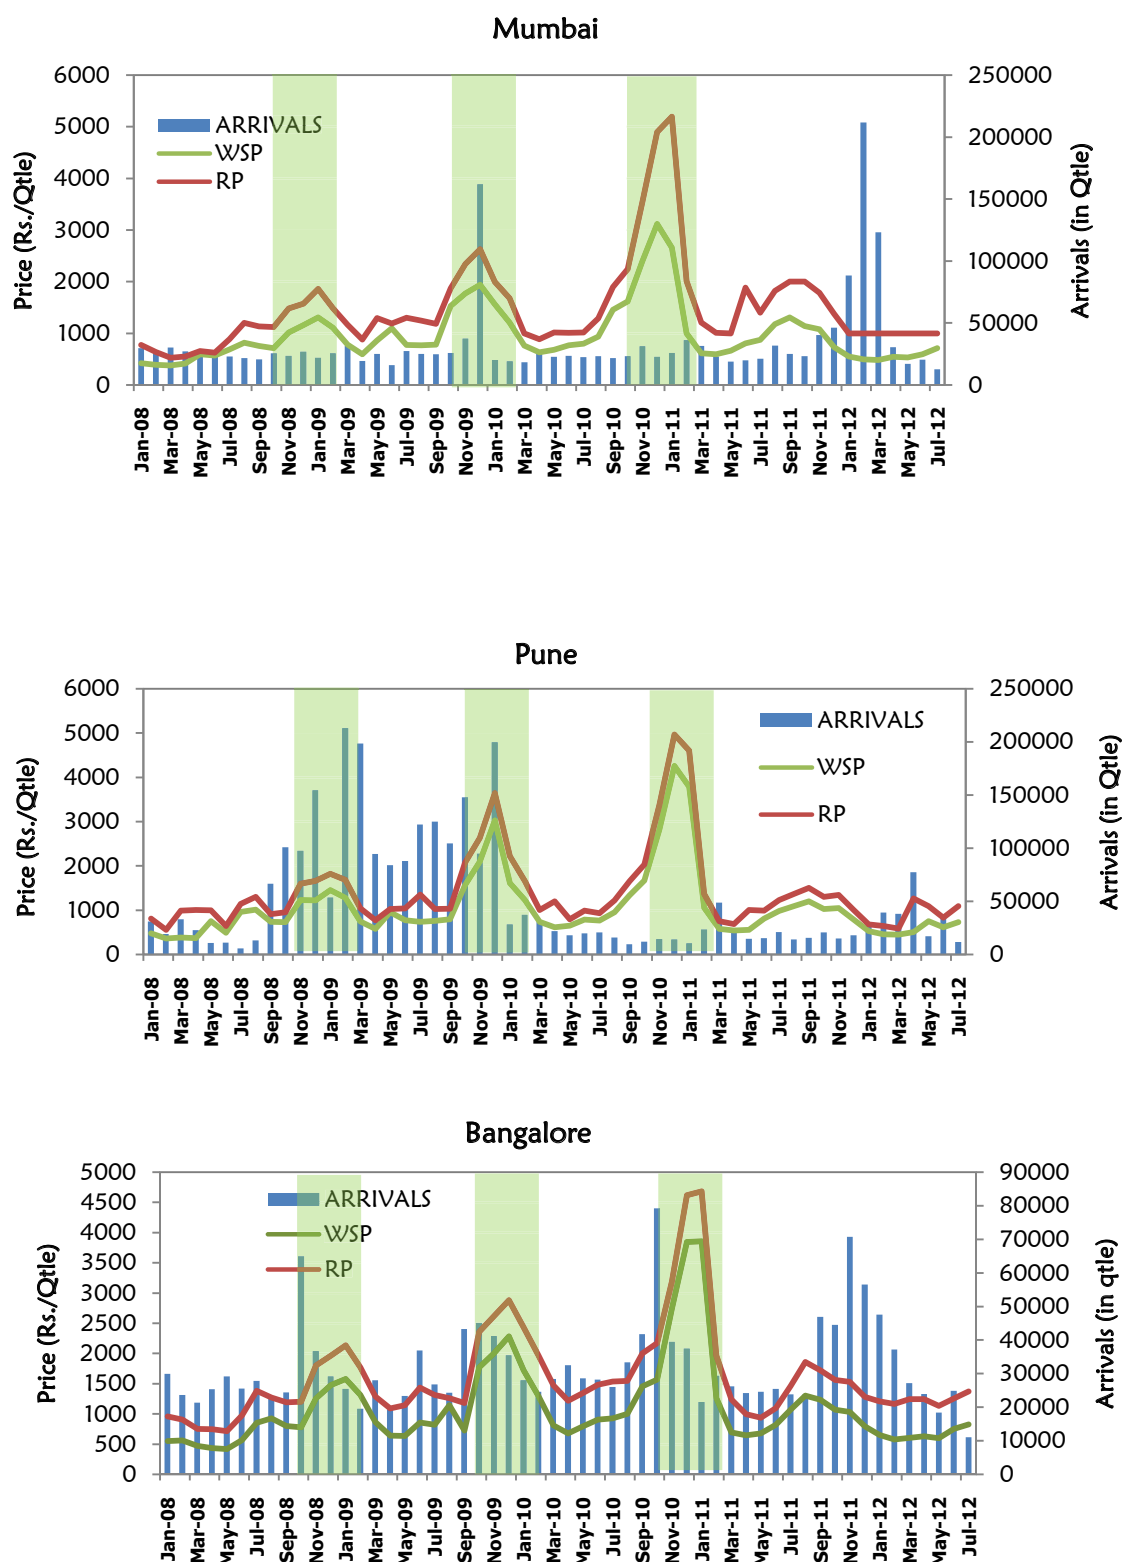 Mumbai
6000
5000
4000
3000
2000
1000
0
Price (Rs./Qtle)
ARRIVALS
WSP
RP
250000
200000
150000
100000
50000
0
Arrivals (in Qtle)
Jan-08
Mar-08
May-08
Jul-08
Sep-08
Nov-08
Jan-09
Mar-09
May-09
Jul-09
Sep-09
Nov-09
Jan-10
Mar-10
May-10
Jul-10
Sep-10
Nov-10
Jan-11
Mar-11
May-11
Jul-11
Sep-11
Nov-11
Jan-12
Mar-12
May-12
Jul-12
Pune
6000
5000
4000
3000
2000
1000
0
Price (Rs./Qtle)
ARRIVALS
WSP
RP
250000
200000
150000
100000
50000
0
Arrivals (in Qtle)
Jan-08
Mar-08
May-08
Jul-08
Sep-08
Nov-08
Jan-09
Mar-09
May-09
Jul-09
Sep-09
Nov-09
Jan-10
Mar-10
May-10
Jul-10
Sep-10
Nov-10
Jan-11
Mar-11
May-11
Jul-11
Sep-11
Nov-11
Jan-12
Mar-12
May-12
Jul-12
Bangalore
5000
4500
4000
3500
3000
2500
2000
1500
1000
500
0
Price (Rs./Qtle)
ARRIVALS
WSP
RP
90000
80000
70000
60000
50000
40000
30000
20000
10000
0
Arrivals (in qtle)
Jan-08
Mar-08
May-08
Jul-08
Sep-08
Nov-08
Jan-09
Mar-09
May-09
Jul-09
Sep-09
Nov-09
Jan-10
Mar-10
May-10
Jul-10
Sep-10
Nov-10
Jan-11
Mar-11
May-11
Jul-11
Sep-11
Nov-11
Jan-12
Mar-12
May-12
Jul-12